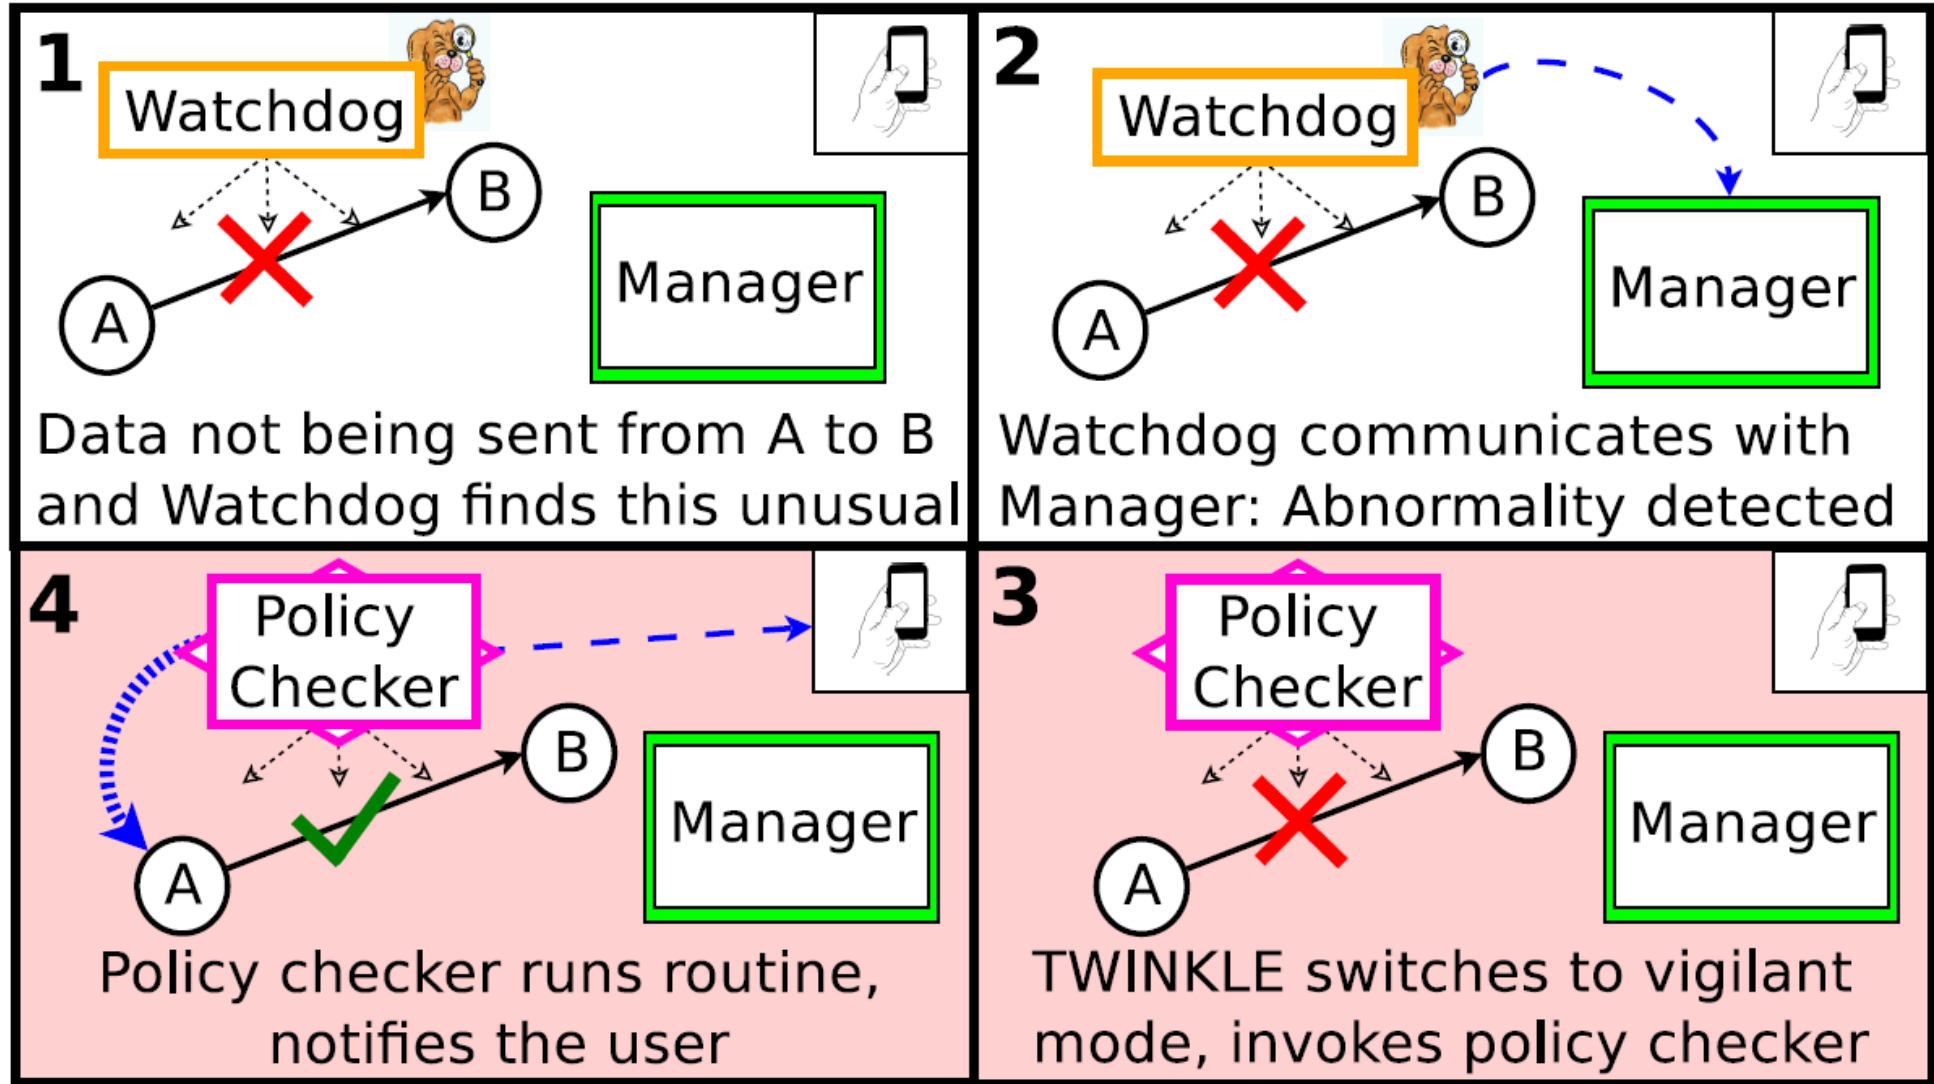 1
Watchdog
B
A
Manager
Data not being sent from A to B
and Watchdog finds this unusual
2
Watchdog
B
A
Manager
Watchdog communicates with
Manager: Abnormality detected
3
Policy
Checker
B
A
Manager
TWINKLE switches to vigilant
mode, invokes policy checker
4
Policy
Checker
B
A
Manager
Policy checker runs routine,
notifies the user